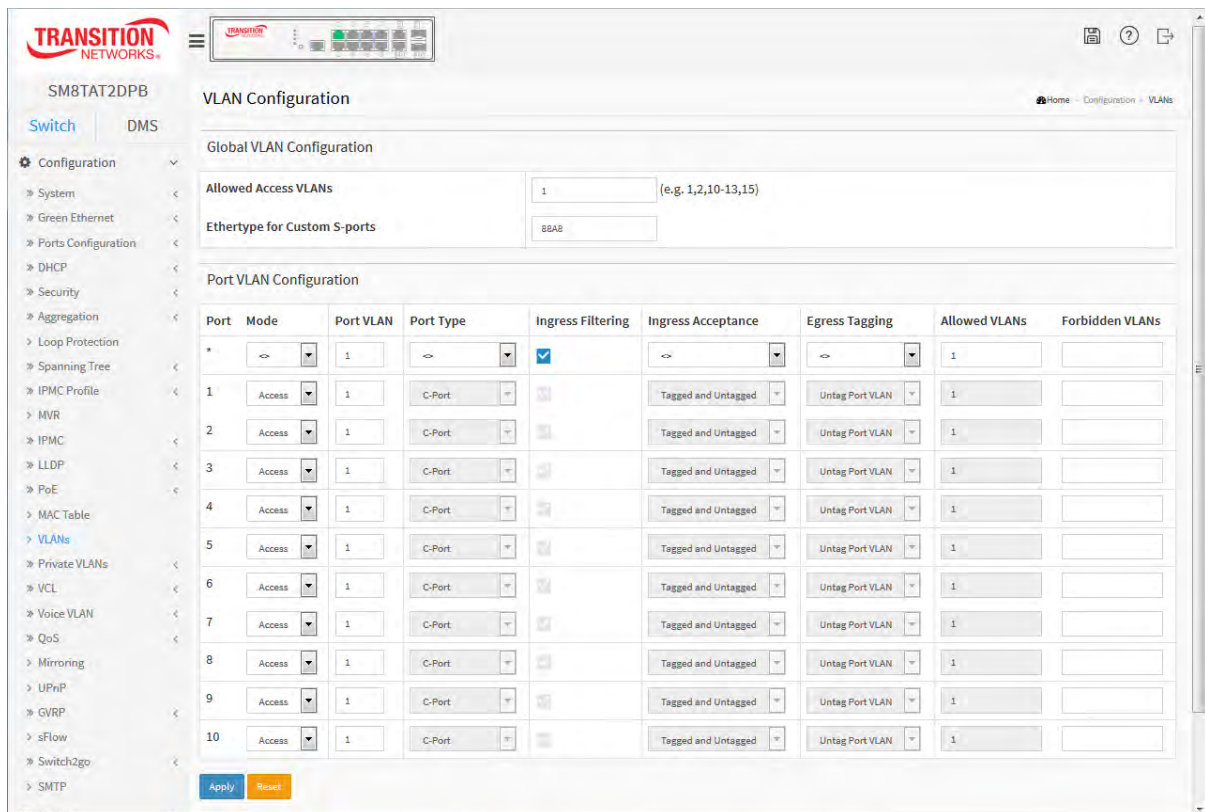 TRANSITION
NETWORKS®
TRANSITION
SM8TAT2DPB
Switch DMS
Configuration
System
Green Ethernet
Ports Configuration
DHCP
Security
Aggregation
Loop Protection
Spanning Tree
IPMC Profile
MVR
IPMC
LLDP
PoE
MAC Table
VLANs
Private VLANs
VCL
Voice VLAN
QoS
Mirroring
UPnP
GVRP
sFlow
Switch2go
SMTP
VLAN Configuration
Home - Configuration - VLANs
Global VLAN Configuration
Allowed Access VLANs 1 (e.g. 1,2,10-13,15)
Ethertype for Custom S-ports 88A8
Port VLAN Configuration
Port Mode Port VLAN Port Type Ingress Filtering Ingress Acceptance Egress Tagging Allowed VLANs Forbidden VLANs
* <> 1 <> <> <> 1
1 Access 1 C-Port Tagged and Untagged Untag Port VLAN 1
2 Access 1 C-Port Tagged and Untagged Untag Port VLAN 1
3 Access 1 C-Port Tagged and Untagged Untag Port VLAN 1
4 Access 1 C-Port Tagged and Untagged Untag Port VLAN 1
5 Access 1 C-Port Tagged and Untagged Untag Port VLAN 1
6 Access 1 C-Port Tagged and Untagged Untag Port VLAN 1
7 Access 1 C-Port Tagged and Untagged Untag Port VLAN 1
8 Access 1 C-Port Tagged and Untagged Untag Port VLAN 1
9 Access 1 C-Port Tagged and Untagged Untag Port VLAN 1
10 Access 1 C-Port Tagged and Untagged Untag Port VLAN 1
Apply Reset